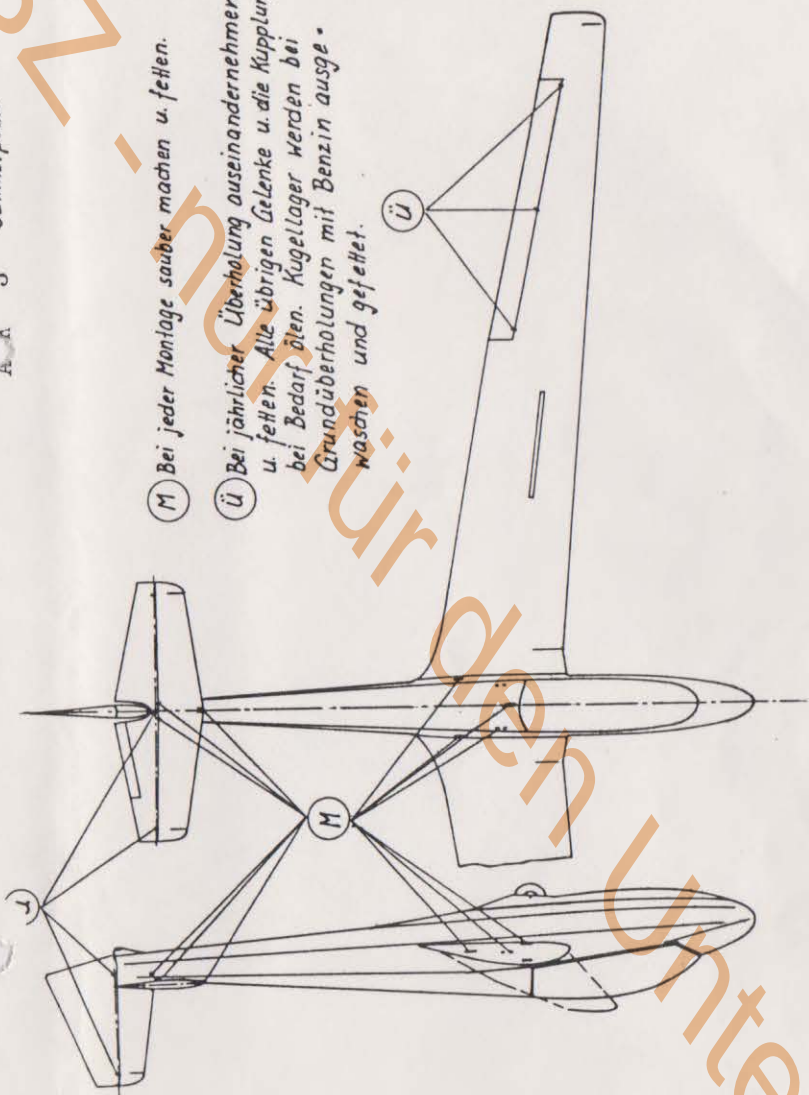 M Bei jeder Montage sauber machen u. fetten.
Ü Bei jährlicher Überholung auseinandernehmen
u. fetten. Alle übrigen Gelenke u. die Kupplun
bei Bedarf ölen. Kugellager werden bei
Grundüberholungen mit Benzin ausge-
waschen und gefettet.
Ü
M
SZ - nur für den Unte